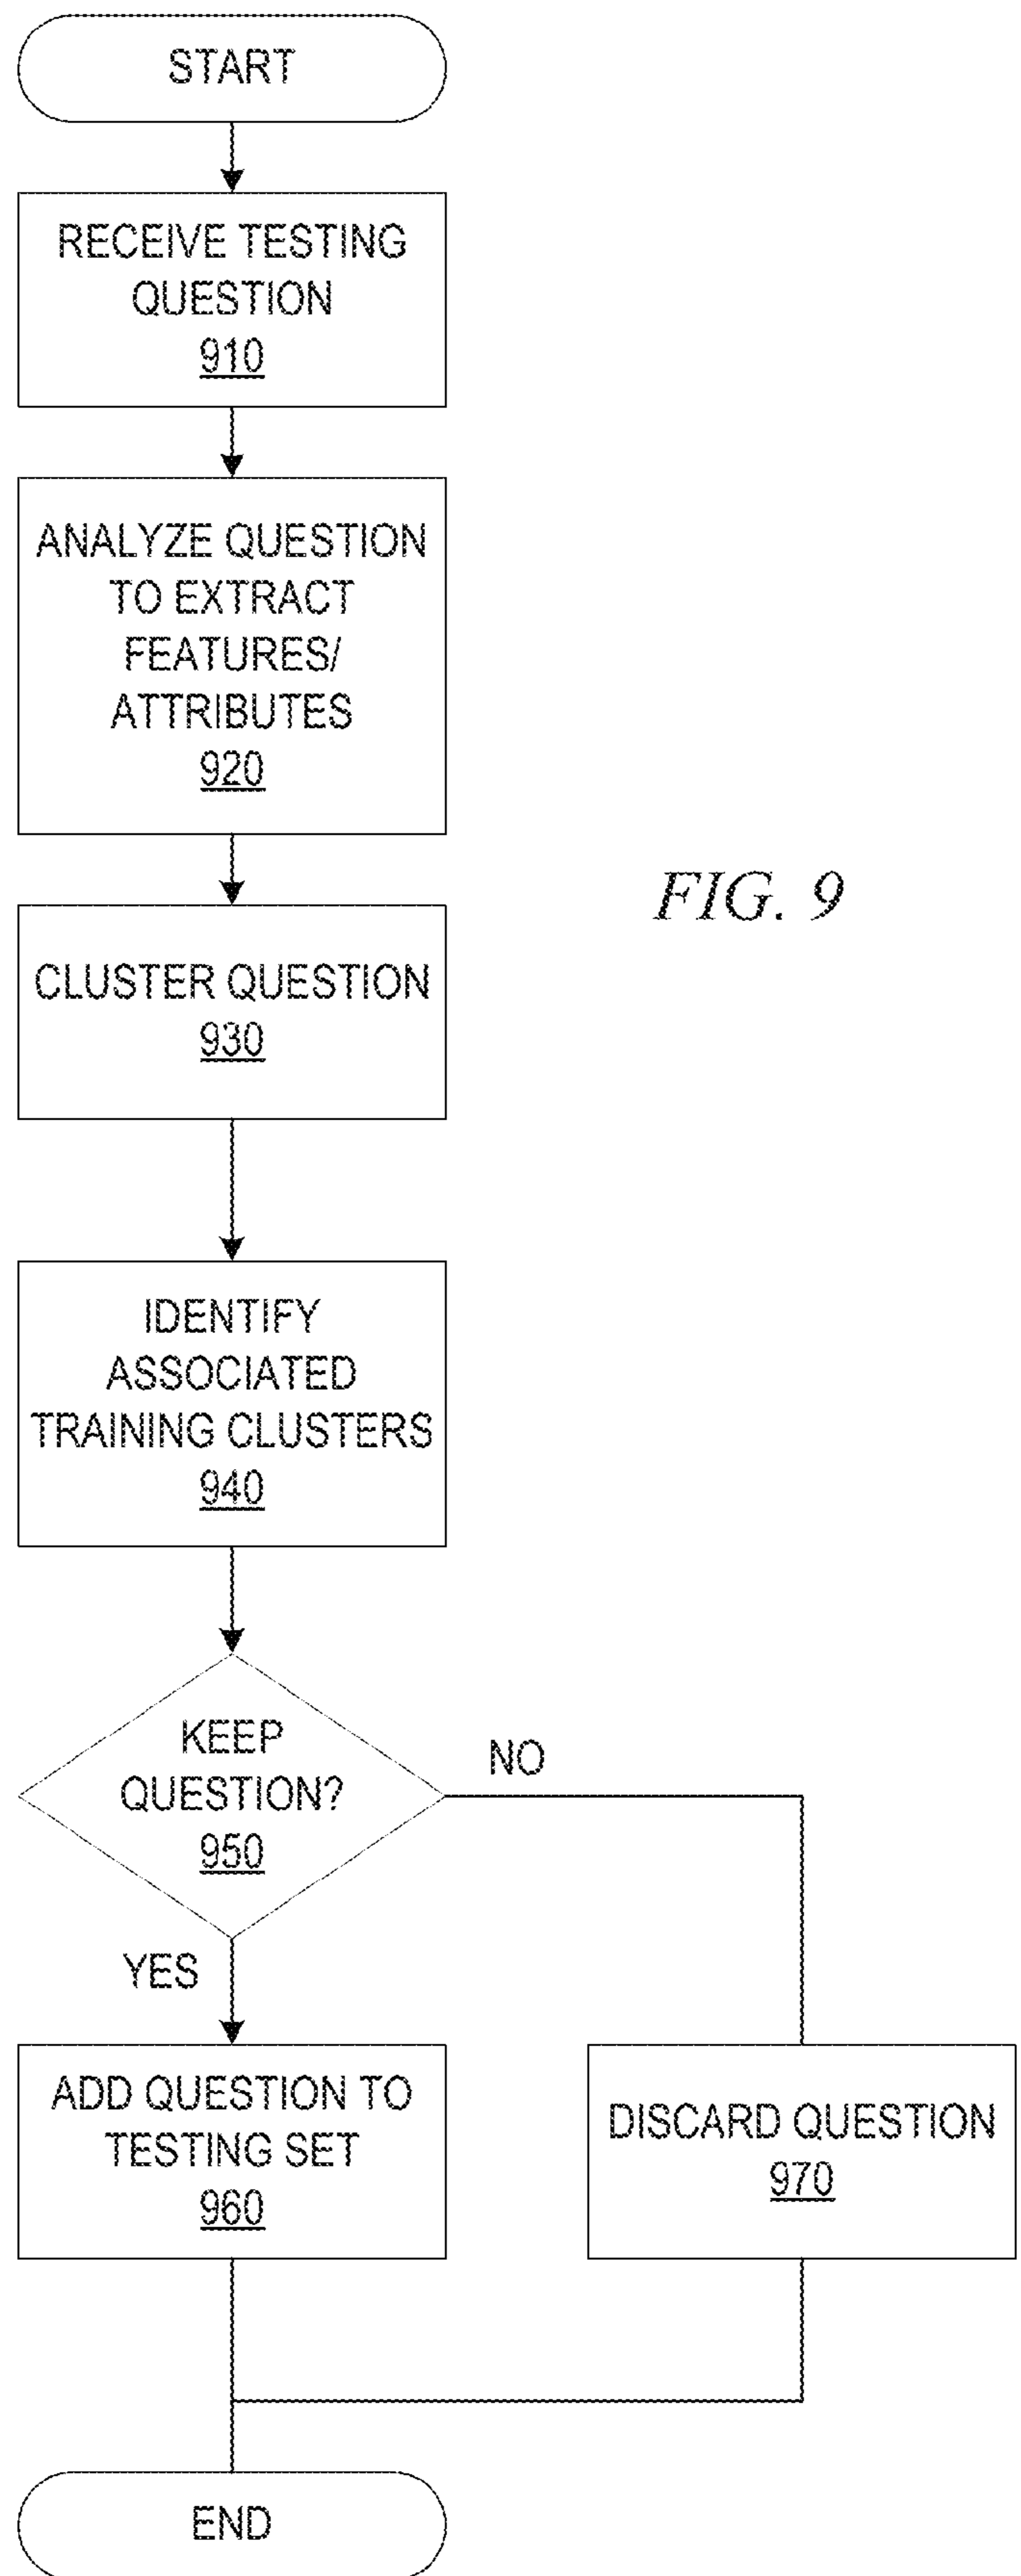 START
RECEIVE TESTING
QUESTION
910
ANALYZE QUESTION
TO EXTRACT
FEATURES/
ATTRIBUTES
920
FIG. 9
CLUSTER QUESTION
930
IDENTIFY
ASSOCIATED
TRAINING CLUSTERS
940
KEEP
QUESTION?
950
NO
YES
ADD QUESTION TO
TESTING SET
960
DISCARD QUESTION
970
END